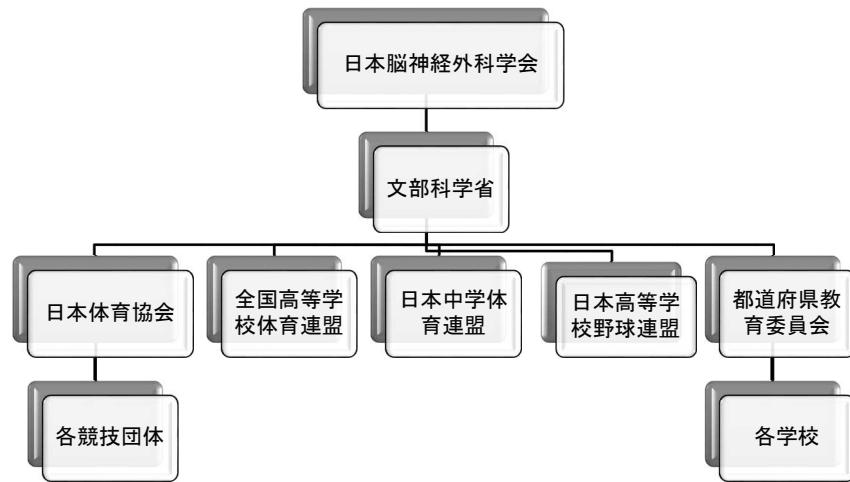 日本脳神経外科学会
文部科学省
日本体育協会
全国高等学
校体育連盟
日本中学体
育連盟
日本高等学
校野球連盟
都道府県教
育委員会
各競技団体
各学校